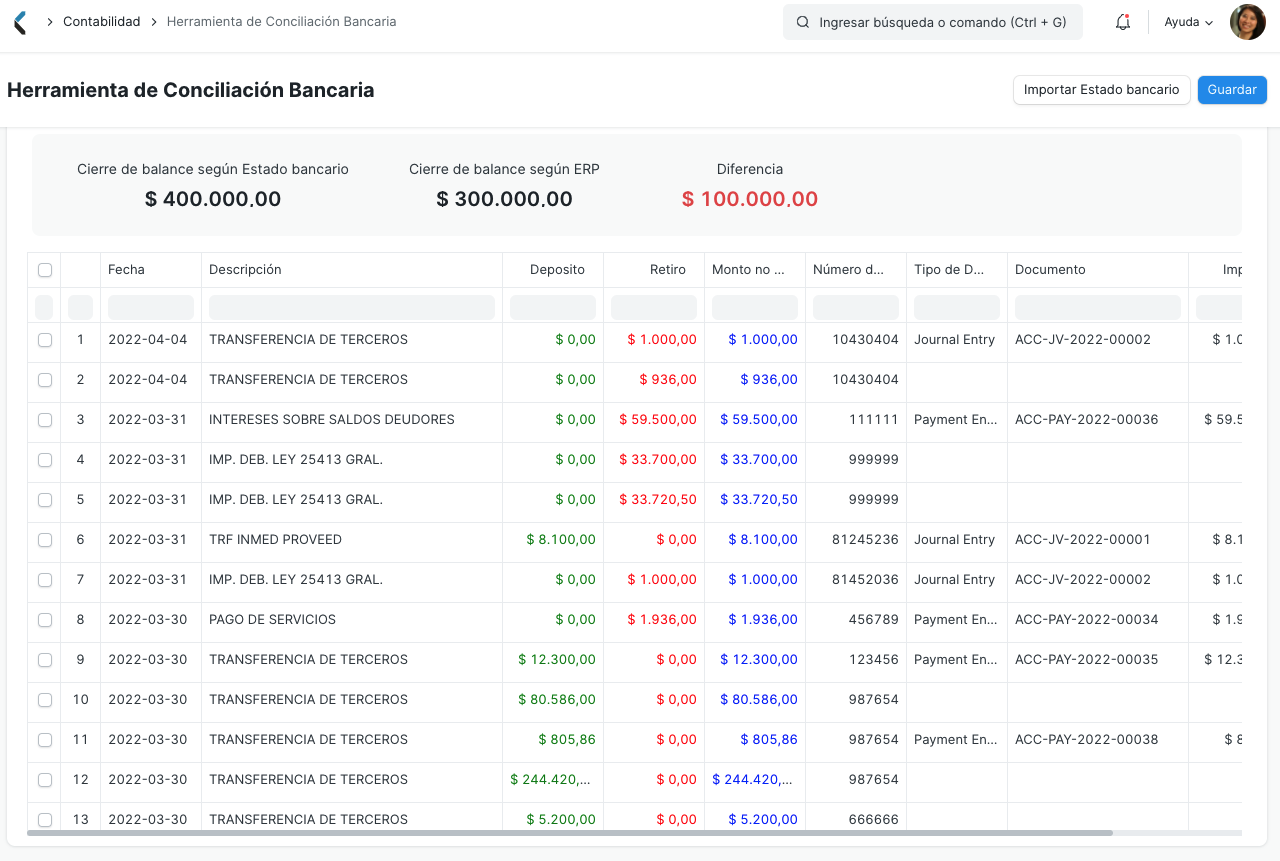 Contabilidad Herramienta de Conciliación Bancaria Ingresar búsqueda o comando (Ctrl + G) Ayuda
Herramienta de Conciliación Bancaria Importar Estado bancario Guardar
Cierre de balance según Estado bancario Cierre de balance según ERP Diferencia
$ 400.000,00 $ 300.000,00 $ 100.000,00
Fecha Descripción Deposito Retiro Monto no ... Número d... Tipo de D... Documento Imp
1 2022-04-04 TRANSFERENCIA DE TERCEROS $ 0,00 $ 1.000,00 $ 1.000,00 10430404 Journal Entry ACC-JV-2022-00002 $ 1.0
2 2022-04-04 TRANSFERENCIA DE TERCEROS $ 0,00 $ 936,00 $ 936,00 10430404
3 2022-03-31 INTERESES SOBRE SALDOS DEUDORES $ 0,00 $ 59.500,00 $ 59.500,00 111111 Payment En... ACC-PAY-2022-00036 $ 59.5
4 2022-03-31 IMP. DEB. LEY 25413 GRAL. $ 0,00 $ 33.700,00 $ 33.700,00 999999
5 2022-03-31 IMP. DEB. LEY 25413 GRAL. $ 0,00 $ 33.720,50 $ 33.720,50 999999
6 2022-03-31 TRF INMED PROVEED $ 8.100,00 $ 0,00 $ 8.100,00 81245236 Journal Entry ACC-JV-2022-00001 $ 8.1
7 2022-03-31 IMP. DEB. LEY 25413 GRAL. $ 0,00 $ 1.000,00 $ 1.000,00 81452036 Journal Entry ACC-JV-2022-00002 $ 1.0
8 2022-03-30 PAGO DE SERVICIOS $ 0,00 $ 1.936,00 $ 1.936,00 456789 Payment En... ACC-PAY-2022-00034 $ 1.9
9 2022-03-30 TRANSFERENCIA DE TERCEROS $ 12.300,00 $ 0,00 $ 12.300,00 123456 Payment En... ACC-PAY-2022-00035 $ 12.3
10 2022-03-30 TRANSFERENCIA DE TERCEROS $ 80.586,00 $ 0,00 $ 80.586,00 987654
11 2022-03-30 TRANSFERENCIA DE TERCEROS $ 805,86 $ 0,00 $ 805,86 987654 Payment En... ACC-PAY-2022-00038 $ 8
12 2022-03-30 TRANSFERENCIA DE TERCEROS $ 244.420,... $ 0,00 $ 244.420,... 987654
13 2022-03-30 TRANSFERENCIA DE TERCEROS $ 5.200,00 $ 0,00 $ 5.200,00 666666